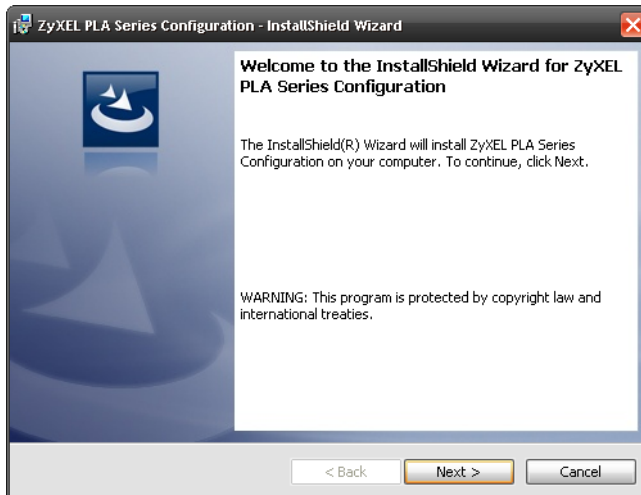 ZyXEL PLA Series Configuration - InstallShield Wizard
Welcome to the InstallShield Wizard for ZyXEL
PLA Series Configuration
The InstallShield(R) Wizard will install ZyXEL PLA Series
Configuration on your computer. To continue, click Next.
WARNING: This program is protected by copyright law and
international treaties.
< Back
Next >
Cancel